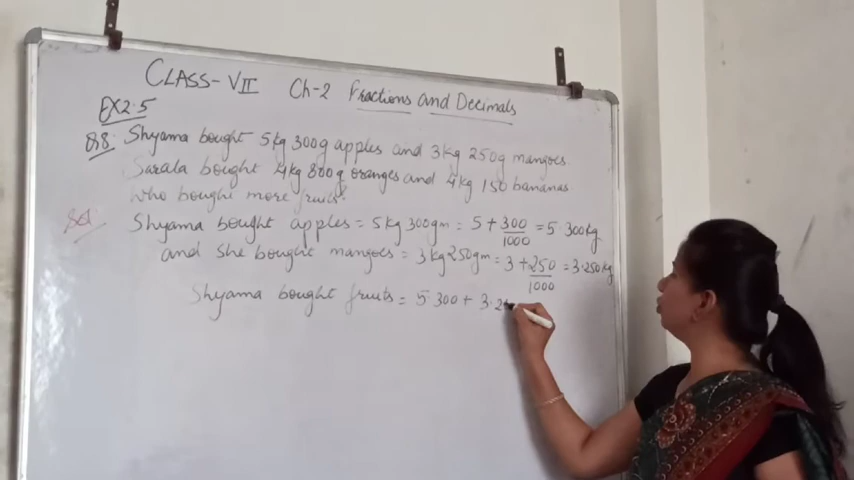 CLASS-VII Ch-2 Fractions and Decimals
EX2.5
Q8. Shyama bought 5kg 300g apples and 3kg 250g mangoes.
Sarala bought 4kg 800g oranges and 4kg 150 bananas.
Who bought more fruits?
Sol Shyama bought apples = 5kg 300gm = 5 + 300/1000 = 5.300kg
and she bought mangoes = 3kg250gm = 3 + 250/1000 = 3.250kg
Shyama bought fruits = 5.300 + 3.2